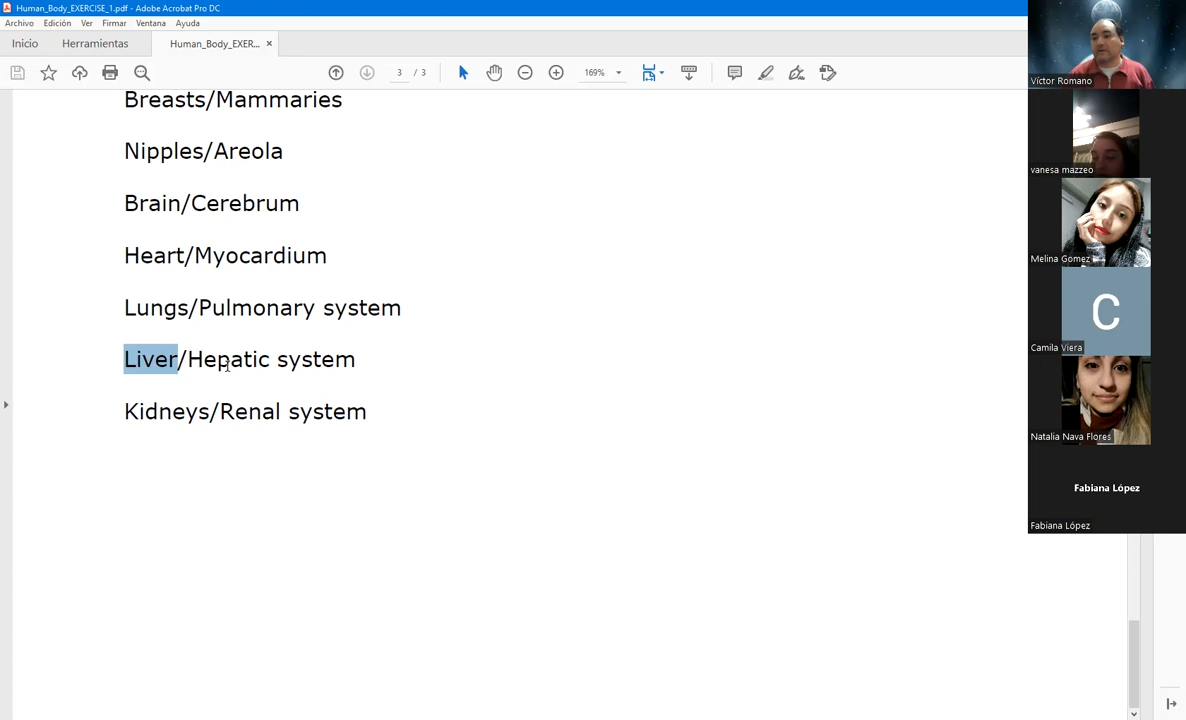 Human_Body_EXERCISE_1.pdf - Adobe Acrobat Pro DC
Archivo Edición Ver Firmar Ventana Ayuda
Inicio Herramientas Human_Body_EXER... ×
3 / 3 169%
Breasts/Mammaries
Nipples/Areola
Brain/Cerebrum
Heart/Myocardium
Lungs/Pulmonary system
Liver/Hepatic system
Kidneys/Renal system
Víctor Romano
vanesa mazzeo
Melina Gomez
C
Camila Viera
Natalia Nava Flores
Fabiana López
Fabiana López